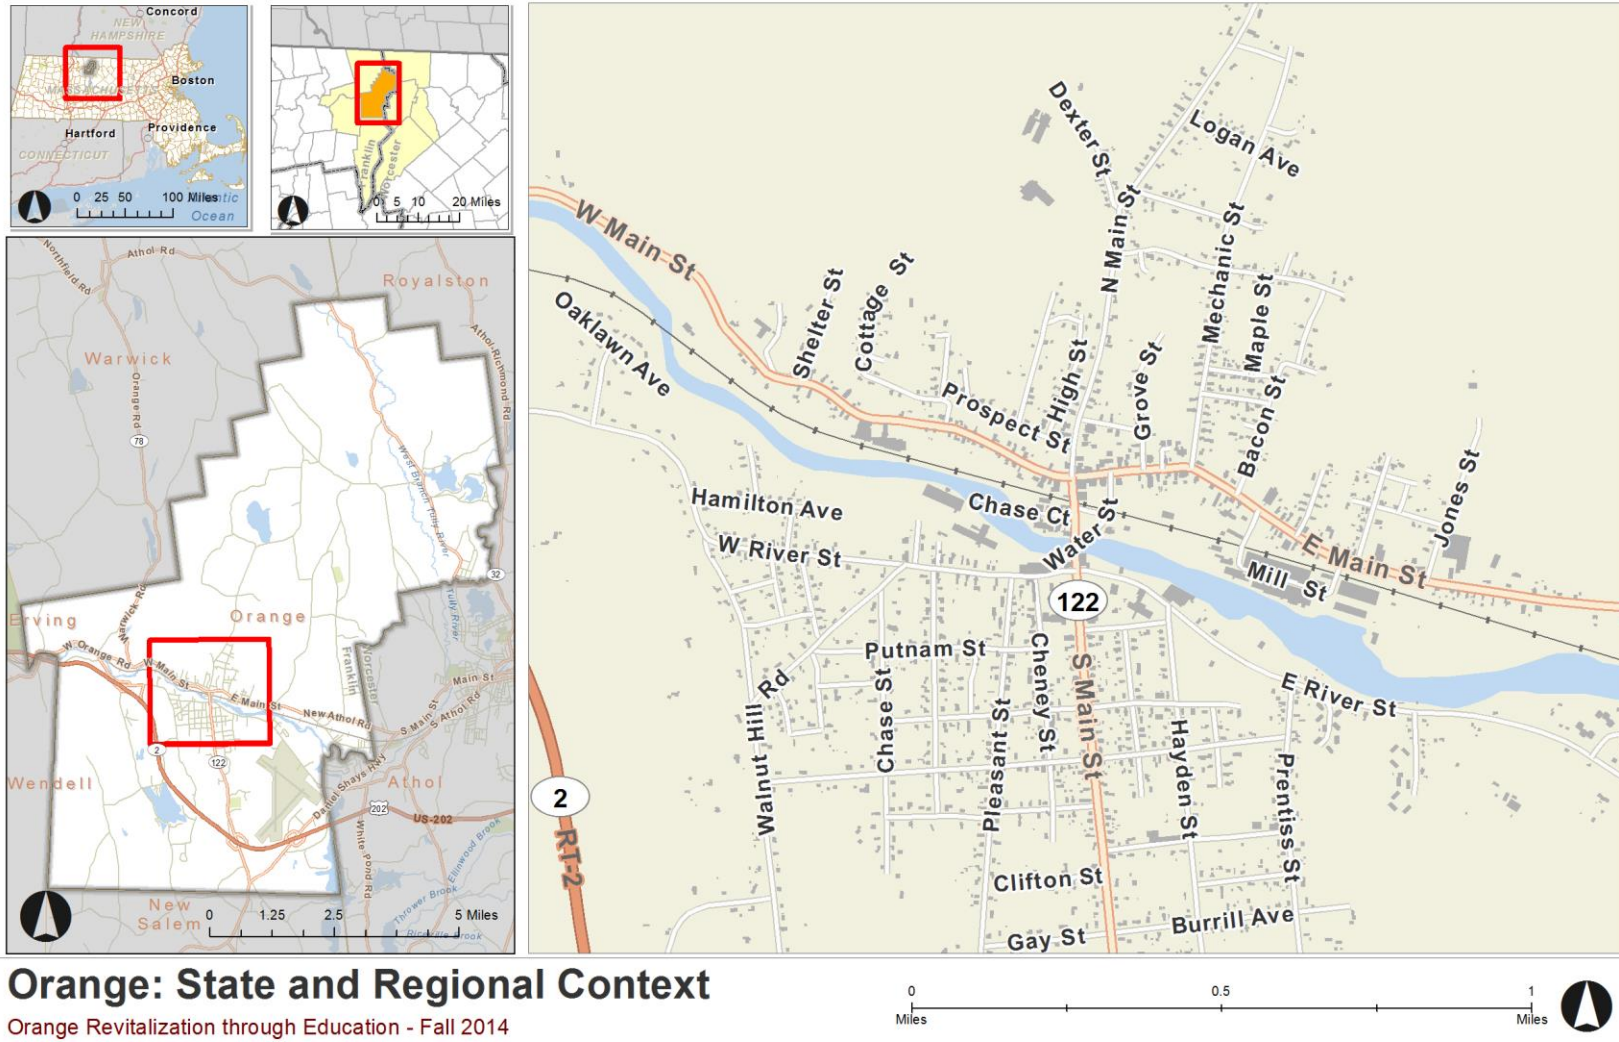 Concord
NEW
HAMPSHIRE
Boston
MASSACHUSETTS
Hartford
Providence
CONNECTICUT
0 25 50 100 Miles
Atlantic
Ocean
Franklin
Worcester
0 5 10 20 Miles
Northfield Rd
Athol Rd
Royalston
Warwick
Orange Rd
78
Athol-Richmond Rd
West Branch Tully River
32
Tully River
Erving
Orange
Warwick Rd
W Orange Rd
W Main St
E Main St
New Athol Rd
Franklin
Worcester
Main St
S Main St
S Athol Rd
2
122
Wendell
Athol
Daniel Shays Hwy
202
US-202
White Pond Rd
Ellinwood Brook
Thrower Brook
Riceville Brook
New
Salem
0 1.25 2.5 5 Miles
Dexter St
Logan Ave
W Main St
N Main St
Mechanic St
Shelter St
Cottage St
Oaklawn Ave
Maple St
High St
Grove St
Prospect St
Bacon St
Jones St
Hamilton Ave
Chase Ct
Water St
W River St
E Main St
Mill St
122
Putnam St
Cheney St
S Main St
E River St
Walnut Hill Rd
Chase St
Pleasant St
Hayden St
Prentiss St
2
RT-2
Clifton St
Burrill Ave
Gay St
Orange: State and Regional Context
Orange Revitalization through Education - Fall 2014
0 0.5 1
Miles Miles